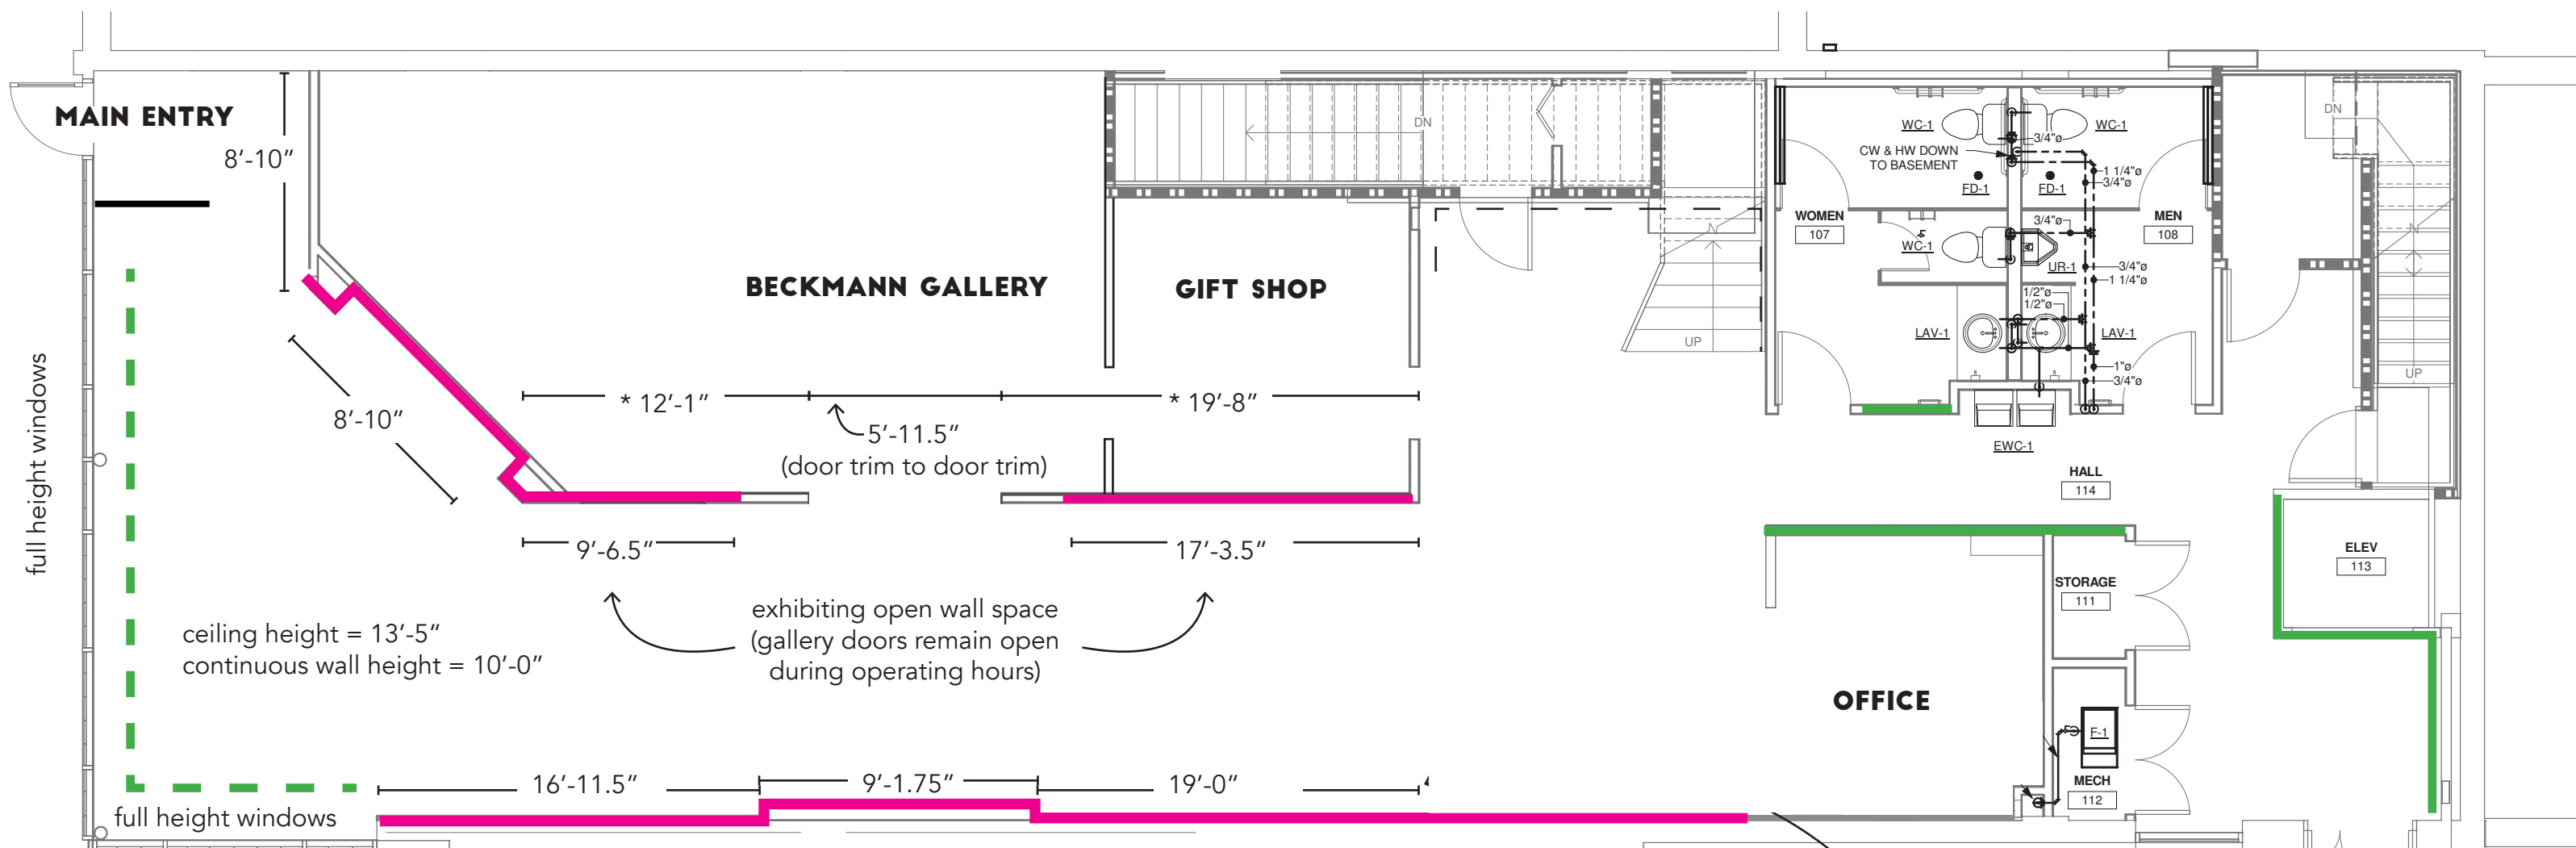 MAIN ENTRY
8’-10”
full height windows
8’-10”
BECKMANN GALLERY
GIFT SHOP
DN
UP
* 12’-1”
5’-11.5”
(door trim to door trim)
* 19’-8”
9’-6.5”
17’-3.5”
exhibiting open wall space
(gallery doors remain open
during operating hours)
ceiling height = 13’-5”
continuous wall height = 10’-0”
16’-11.5”
9’-1.75”
19’-0”
full height windows
WC-1
WC-1
3/4"ø
CW & HW DOWN
TO BASEMENT
1 1/4"ø
3/4"ø
FD-1
FD-1
WOMEN
107
3/4"ø
MEN
108
WC-1
UR-1
3/4"ø
1 1/4"ø
1/2"ø
1/2"ø
LAV-1
LAV-1
1"ø
3/4"ø
EWC-1
HALL
114
DN
UP
ELEV
113
STORAGE
111
OFFICE
F-1
MECH
112